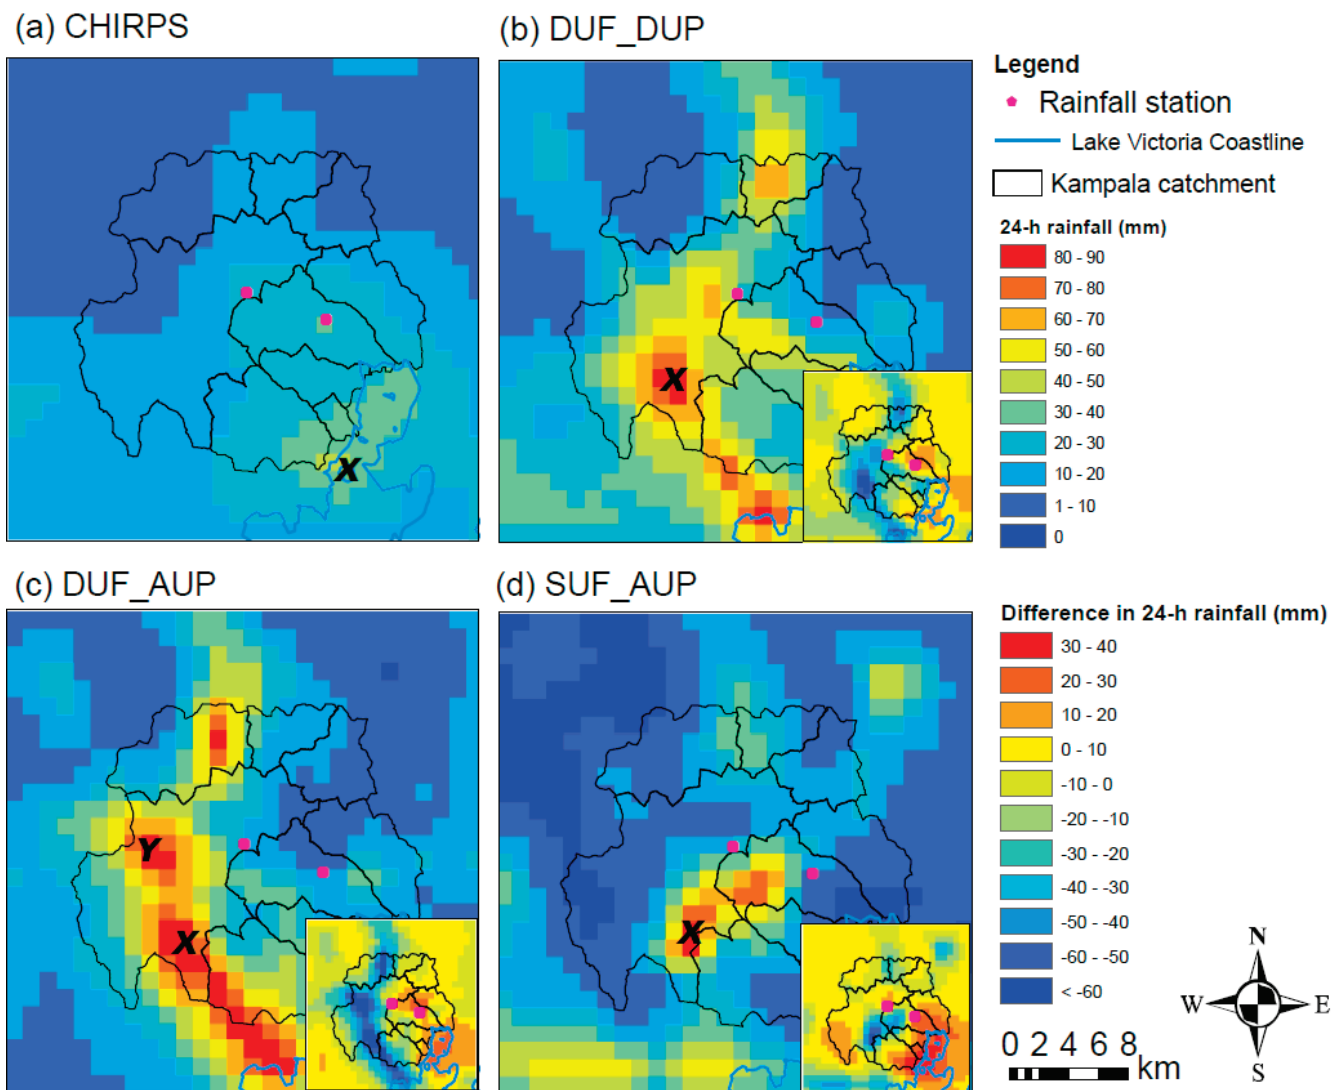 (a) CHIRPS
(b) DUF_DUP
Legend
Rainfall station
Lake Victoria Coastline
Kampala catchment
24-h rainfall (mm)
80 - 90
70 - 80
60 - 70
50 - 60
40 - 50
30 - 40
20 - 30
10 - 20
1 - 10
0
X
X
(c) DUF_AUP
(d) SUF_AUP
Difference in 24-h rainfall (mm)
30 - 40
20 - 30
10 - 20
0 - 10
-10 - 0
-20 - -10
-30 - -20
-40 - -30
-50 - -40
-60 - -50
< -60
Y
X
X
N
W E
S
0 2 4 6 8 km